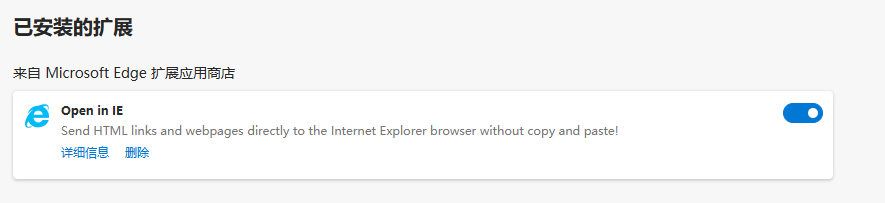 已安装的扩展
来自 Microsoft Edge 扩展应用商店
Open in IE
Send HTML links and webpages directly to the Internet Explorer browser without copy and paste!
详细信息 删除